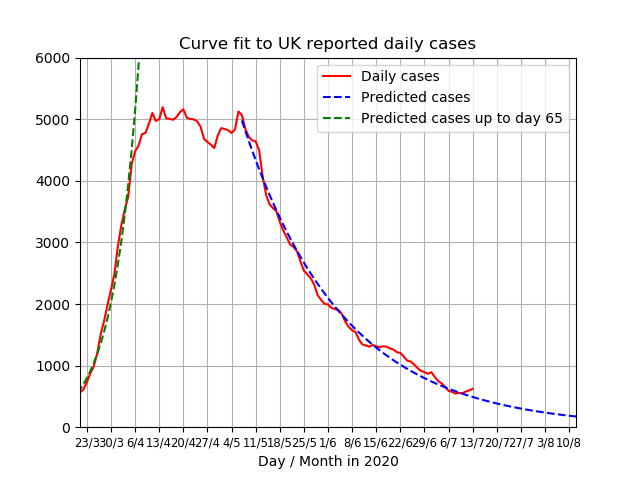 Curve fit to UK reported daily cases
6000
5000
4000
3000
2000
1000
0
Daily cases
Predicted cases
Predicted cases up to day 65
23/3 30/3 6/4 13/4 20/4 27/4 4/5 11/5 18/5 25/5 1/6 8/6 15/6 22/6 29/6 6/7 13/7 20/7 27/7 3/8 10/8
Day / Month in 2020